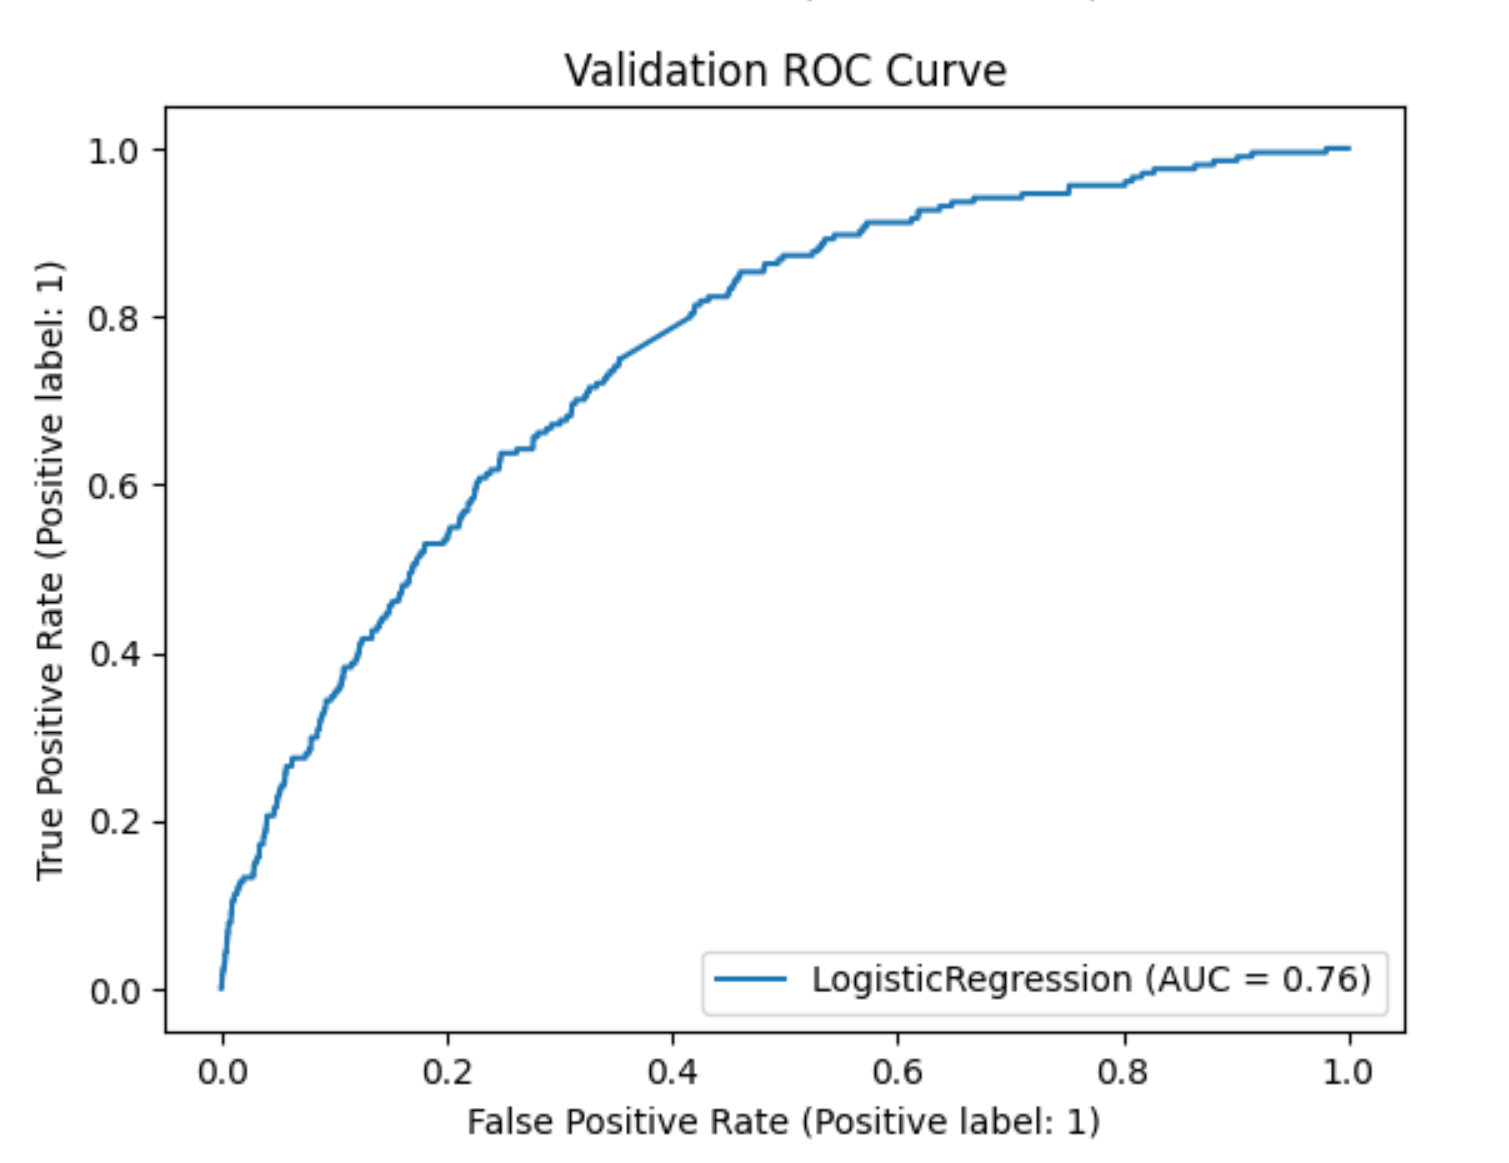 Validation ROC Curve
True Positive Rate (Positive label: 1)
1.0
0.8
0.6
0.4
0.2
0.0
LogisticRegression (AUC = 0.76)
0.0 0.2 0.4 0.6 0.8 1.0
False Positive Rate (Positive label: 1)